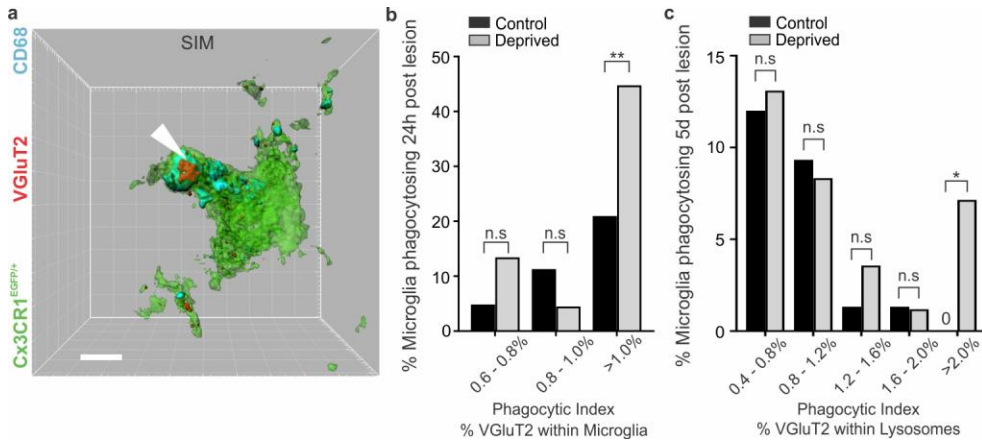 a
SIM
CD68
VGluT2
Cx3CR1EGFP/+
b
Control
Deprived
% Microglia phagocytosing 24h post lesion
50
40
30
20
10
0
n.s
n.s
**
0.6 - 0.8%
0.8 - 1.0%
>1.0%
Phagocytic Index
% VGluT2 within Microglia
c
Control
Deprived
% Microglia phagocytosing 5d post lesion
15
10
5
0
n.s
n.s
n.s
n.s
0
*
0.4 - 0.8%
0.8 - 1.2%
1.2 - 1.6%
1.6 - 2.0%
>2.0%
Phagocytic Index
% VGluT2 within Lysosomes